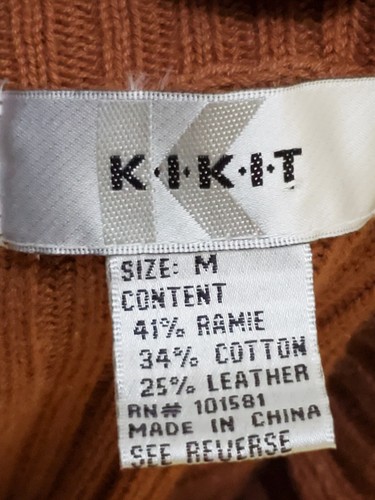 K·I·K·I·T
SIZE: M
CONTENT
41% RAMIE
34% COTTON
25% LEATHER
RN# 101581
MADE IN CHINA
SEE REVERSE